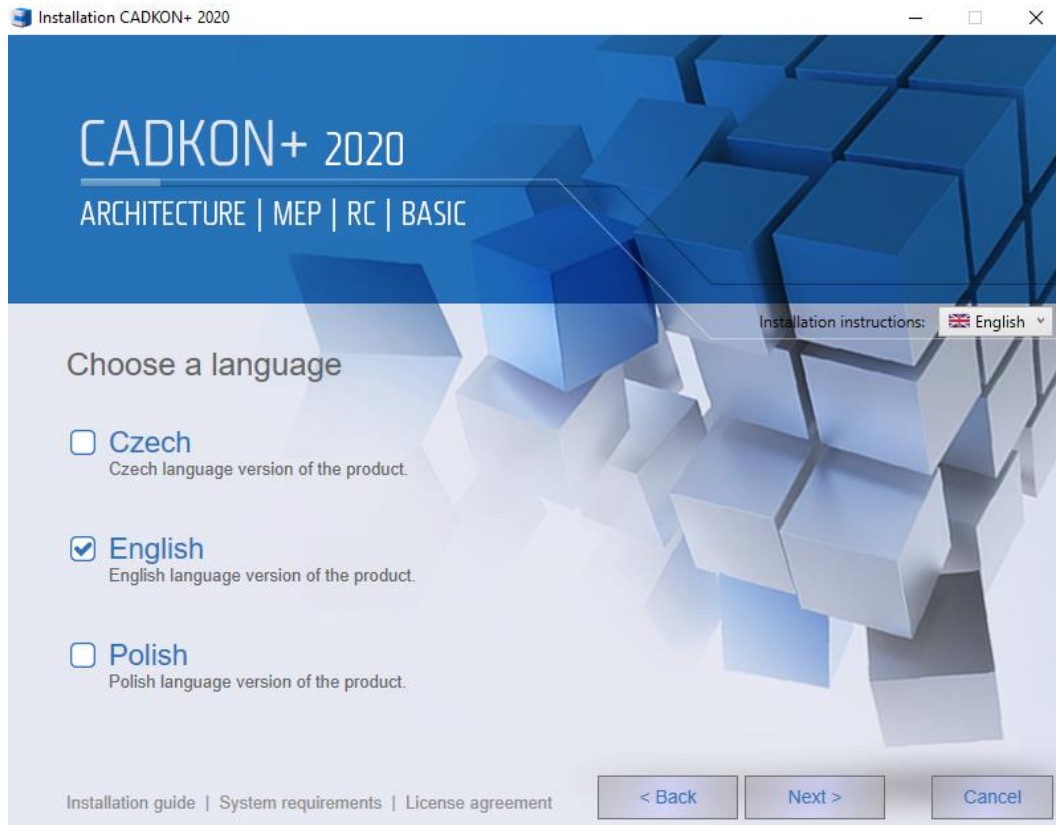 Installation CADKON+ 2020
CADKON+ 2020
ARCHITECTURE | MEP | RC | BASIC
Installation instructions: English
Choose a language
Czech
Czech language version of the product.
English
English language version of the product.
Polish
Polish language version of the product.
Installation guide | System requirements | License agreement
< Back Next > Cancel